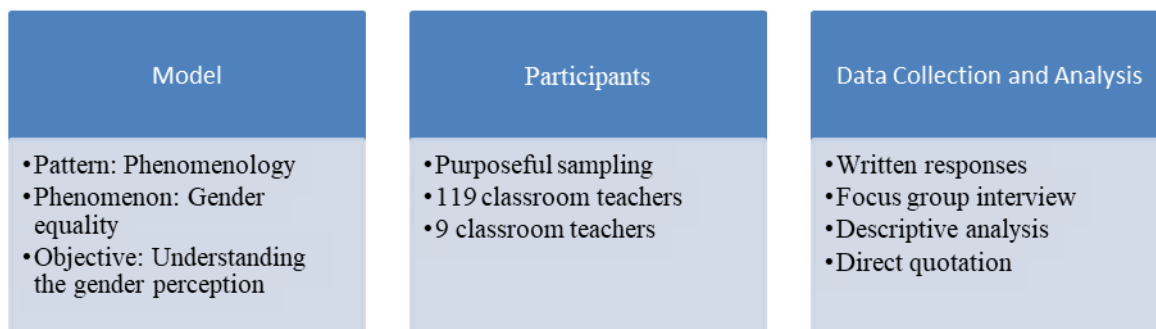 Model
•Pattern: Phenomenology
•Phenomenon: Gender
equality
•Objective: Understanding
the gender perception
Participants
•Purposeful sampling
•119 classroom teachers
•9 classroom teachers
Data Collection and Analysis
•Written responses
•Focus group interview
•Descriptive analysis
•Direct quotation